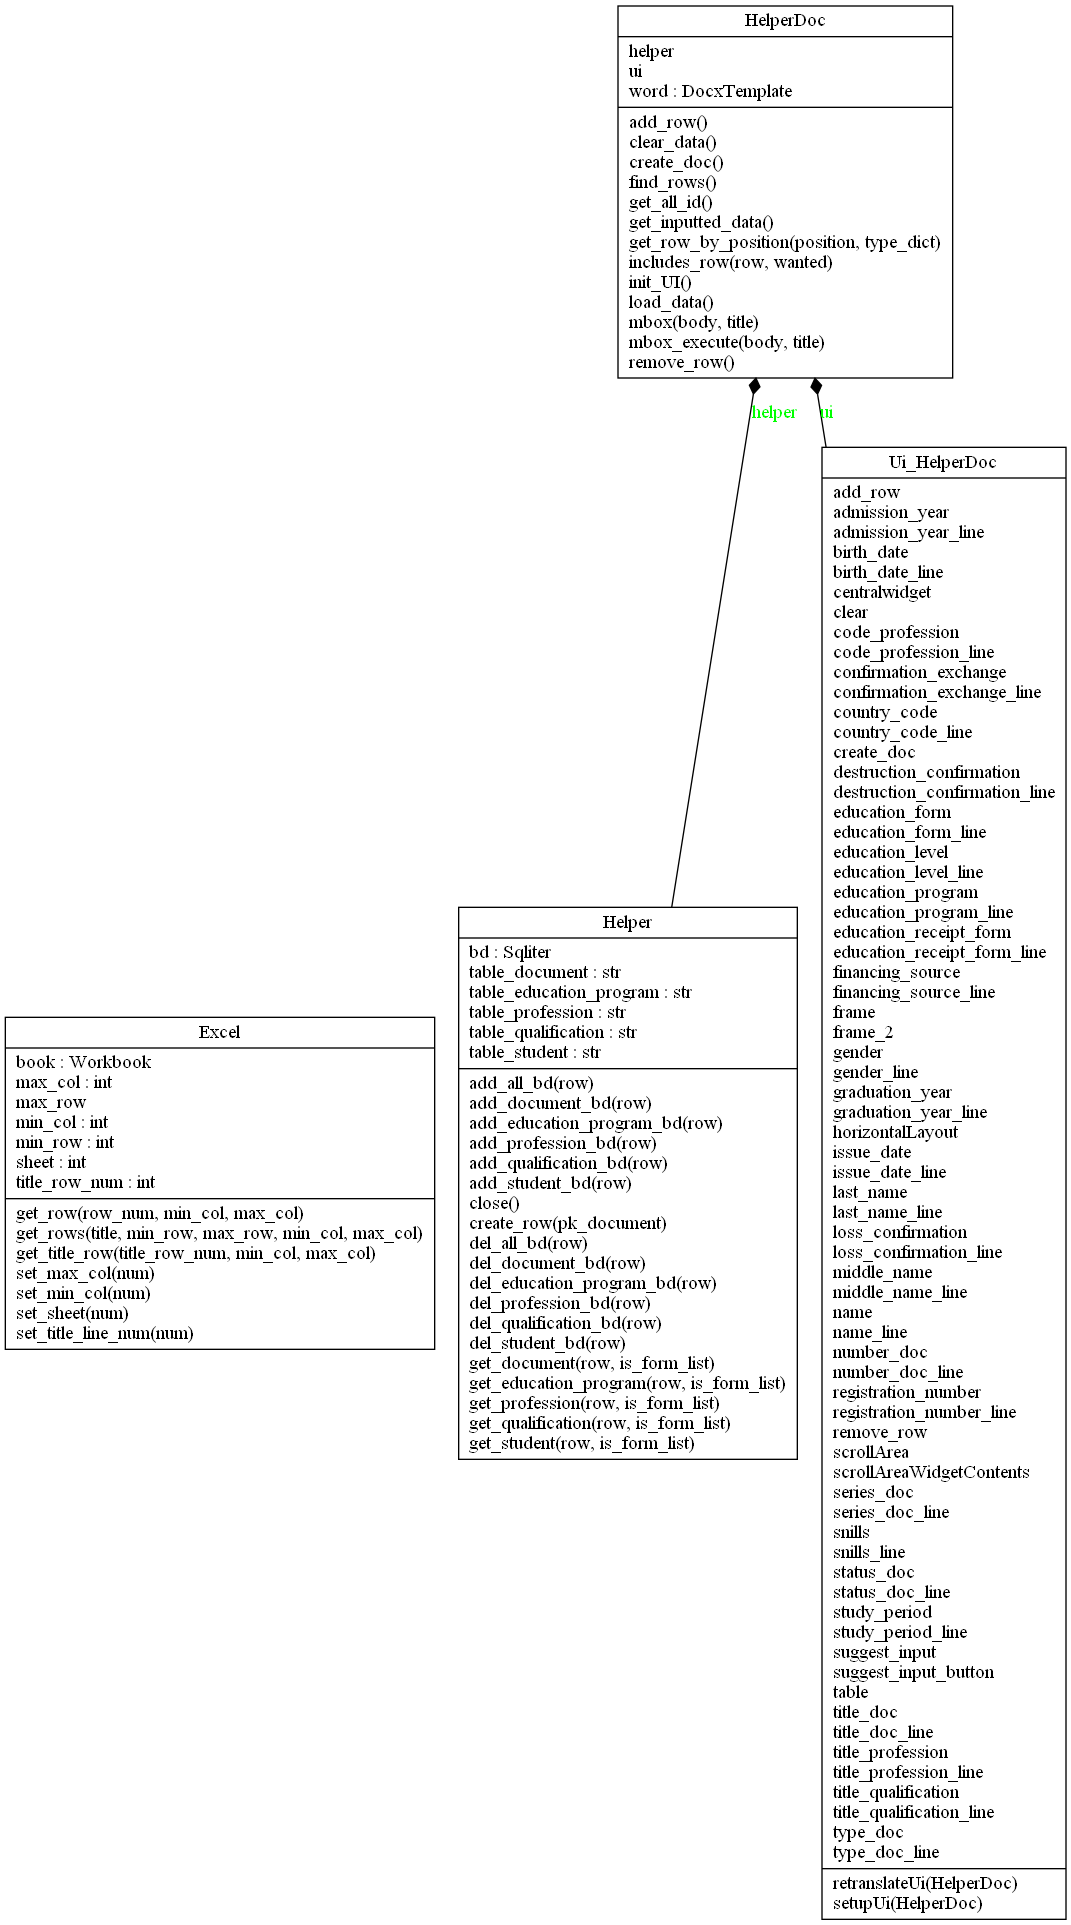 HelperDoc
helper
ui
word : DocxTemplate
add_row()
clear_data()
create_doc()
find_rows()
get_all_id()
get_inputted_data()
get_row_by_position(position, type_dict)
includes_row(row, wanted)
init_UI()
load_data()
mbox(body, title)
mbox_execute(body, title)
remove_row()
helper
ui
Ui_HelperDoc
add_row
admission_year
admission_year_line
birth_date
birth_date_line
centralwidget
clear
code_profession
code_profession_line
confirmation_exchange
confirmation_exchange_line
country_code
country_code_line
create_doc
destruction_confirmation
destruction_confirmation_line
education_form
education_form_line
education_level
education_level_line
education_program
education_program_line
education_receipt_form
education_receipt_form_line
financing_source
financing_source_line
frame
frame_2
gender
gender_line
graduation_year
graduation_year_line
horizontalLayout
issue_date
issue_date_line
last_name
last_name_line
loss_confirmation
loss_confirmation_line
middle_name
middle_name_line
name
name_line
number_doc
number_doc_line
registration_number
registration_number_line
remove_row
scrollArea
scrollAreaWidgetContents
series_doc
series_doc_line
snills
snills_line
status_doc
status_doc_line
study_period
study_period_line
suggest_input
suggest_input_button
table
title_doc
title_doc_line
title_profession
title_profession_line
title_qualification
title_qualification_line
type_doc
type_doc_line
retranslateUi(HelperDoc)
setupUi(HelperDoc)
Helper
bd : Sqliter
table_document : str
table_education_program : str
table_profession : str
table_qualification : str
table_student : str
add_all_bd(row)
add_document_bd(row)
add_education_program_bd(row)
add_profession_bd(row)
add_qualification_bd(row)
add_student_bd(row)
close()
create_row(pk_document)
del_all_bd(row)
del_document_bd(row)
del_education_program_bd(row)
del_profession_bd(row)
del_qualification_bd(row)
del_student_bd(row)
get_document(row, is_form_list)
get_education_program(row, is_form_list)
get_profession(row, is_form_list)
get_qualification(row, is_form_list)
get_student(row, is_form_list)
Excel
book : Workbook
max_col : int
max_row
min_col : int
min_row : int
sheet : int
title_row_num : int
get_row(row_num, min_col, max_col)
get_rows(title, min_row, max_row, min_col, max_col)
get_title_row(title_row_num, min_col, max_col)
set_max_col(num)
set_min_col(num)
set_sheet(num)
set_title_line_num(num)